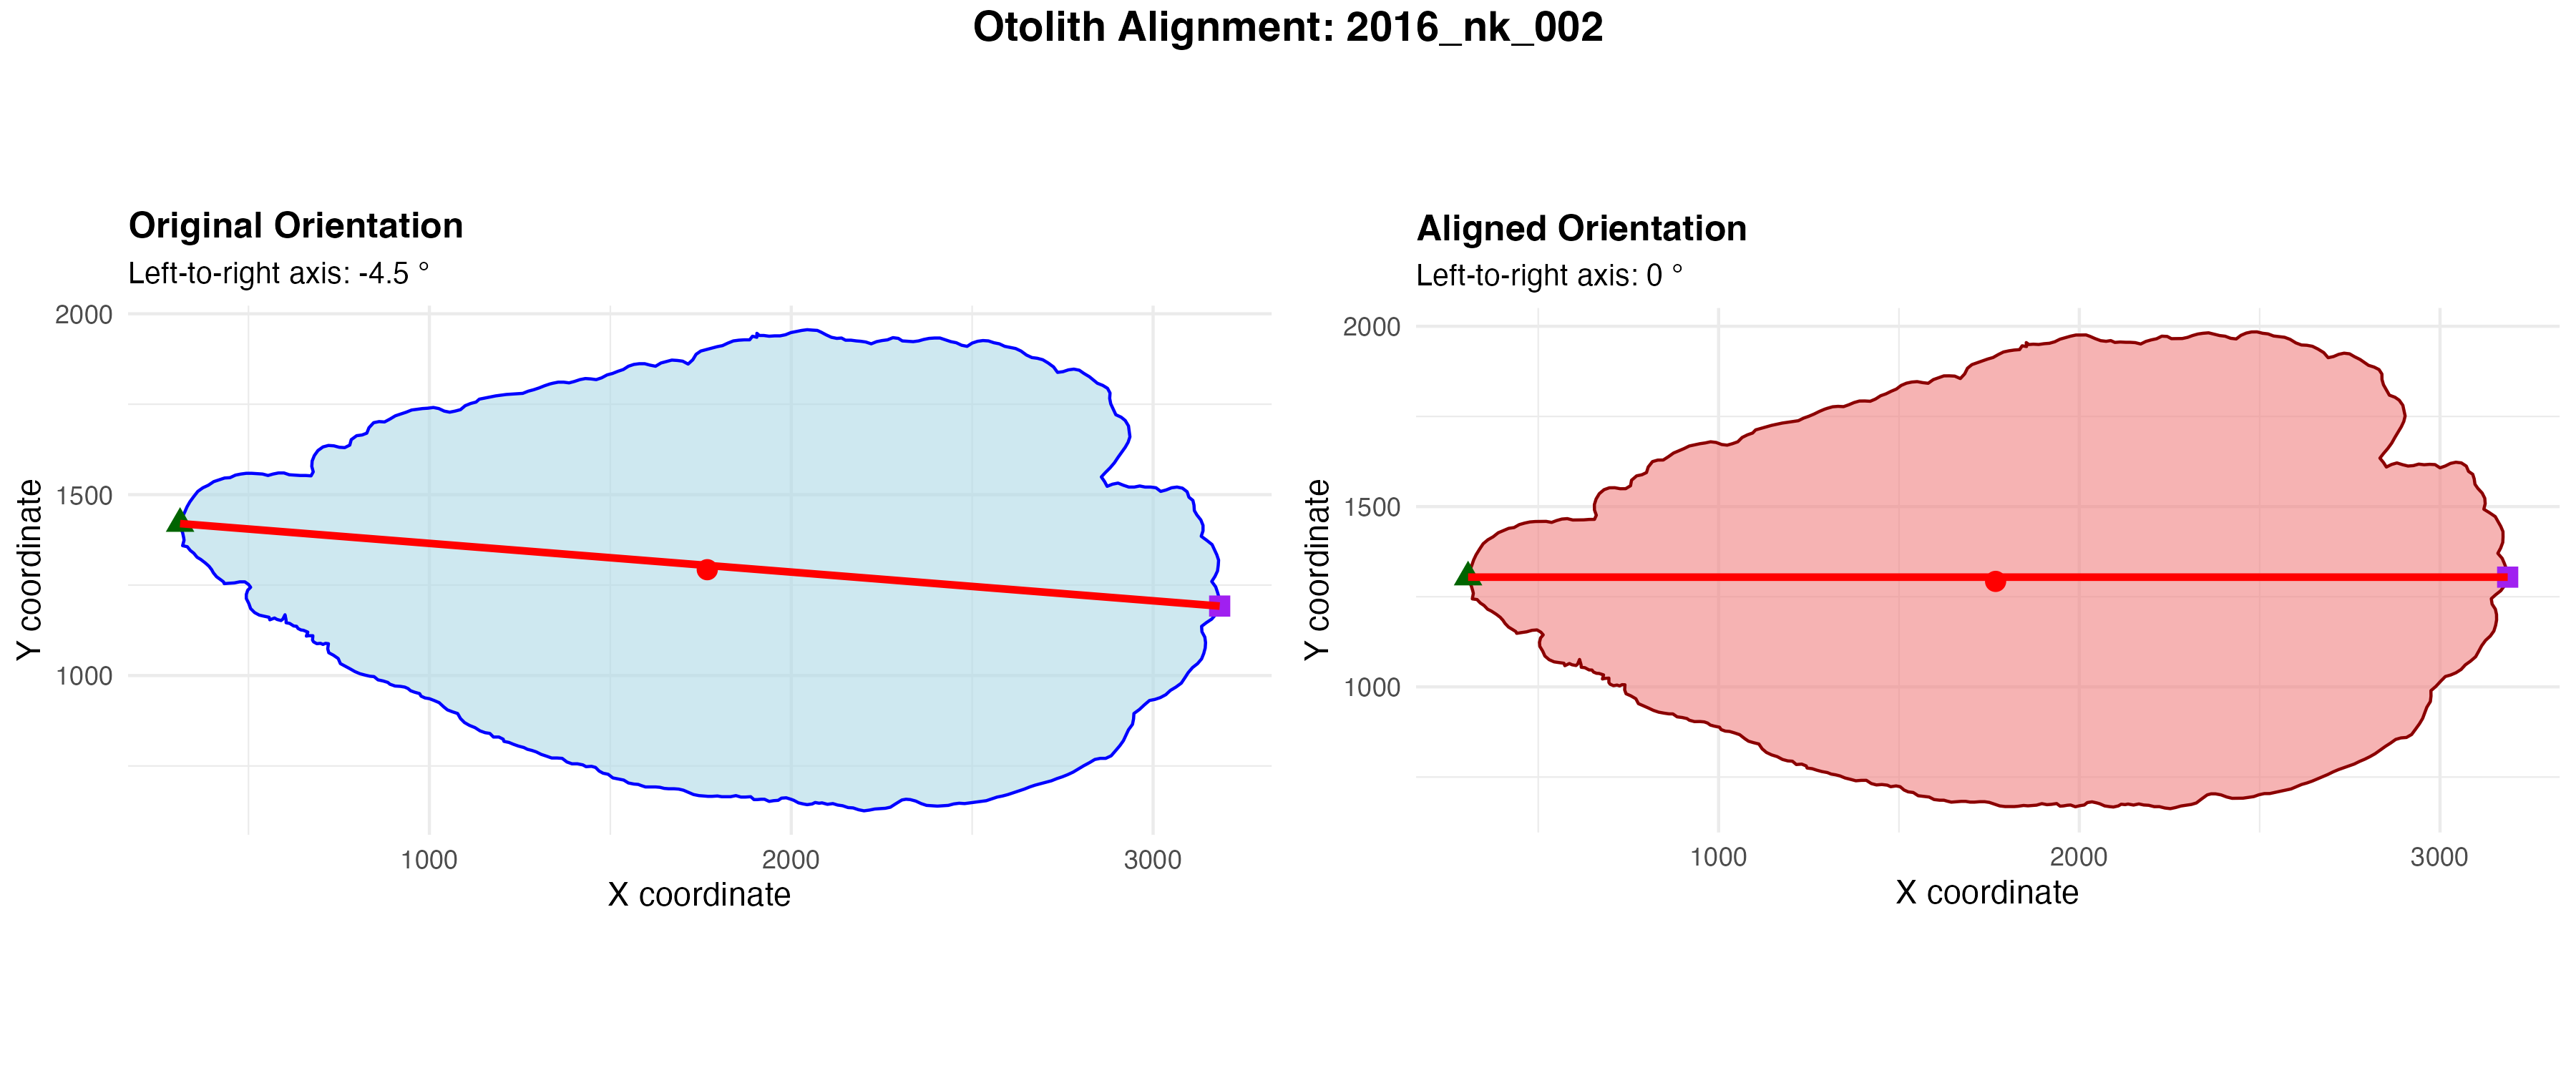 Otolith Alignment: 2016_nk_002
Original Orientation
Left-to-right axis: -4.5 °
2000
1500
1000
Y coordinate
1000 2000 3000
X coordinate
Aligned Orientation
Left-to-right axis: 0 °
2000
1500
1000
Y coordinate
1000 2000 3000
X coordinate